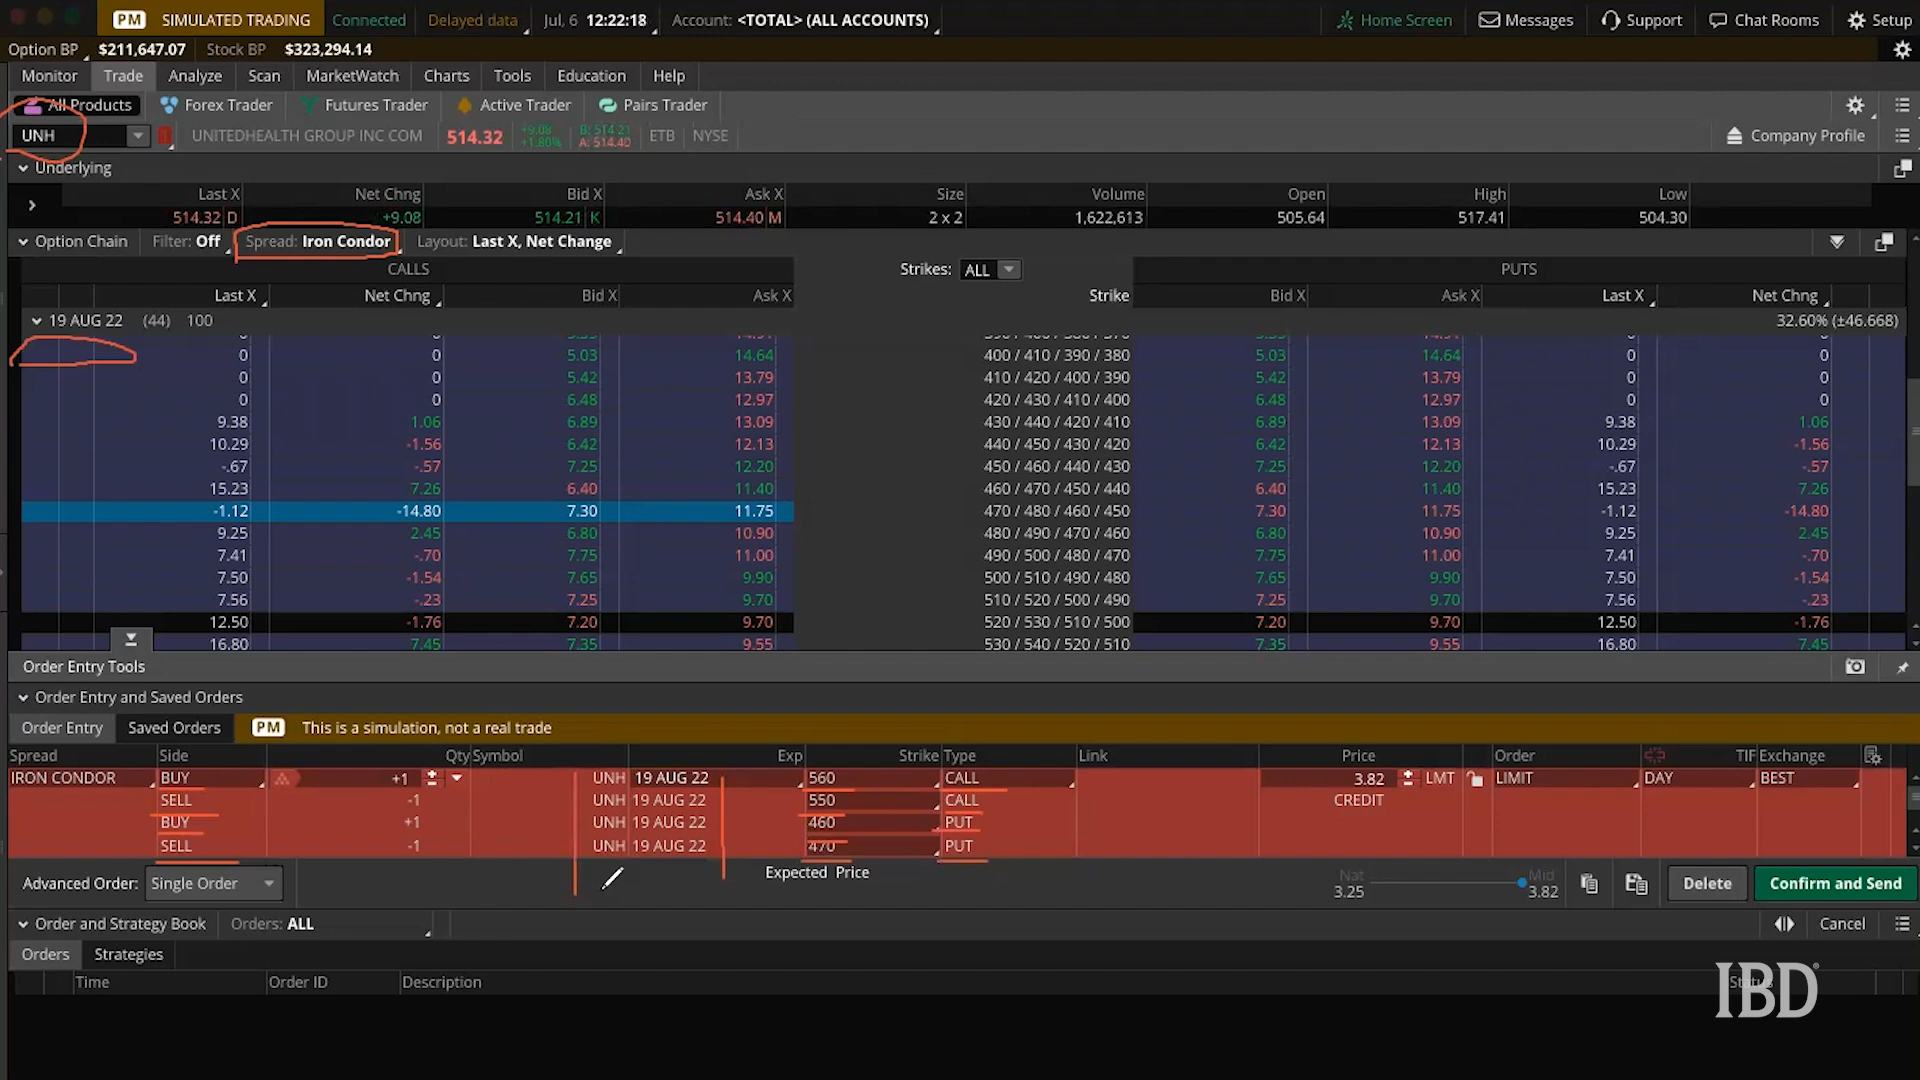 PM SIMULATED TRADING Connected Delayed data Jul, 6 12:22:18 Account: <TOTAL> (ALL ACCOUNTS) Home Screen Messages Support Chat Rooms Setup
Option BP $211,647.07 Stock BP $323,294.14
Monitor Trade Analyze Scan MarketWatch Charts Tools Education Help
All Products Forex Trader Futures Trader Active Trader Pairs Trader
UNH UNITEDHEALTH GROUP INC COM 514.32 +9.08 +1.80% B: 514.21 A: 514.40 ETB NYSE Company Profile
Underlying
Last X Net Chng Bid X Ask X Size Volume Open High Low
514.32 D +9.08 514.21 K 514.40 M 2 x 2 1,622,613 505.64 517.41 504.30
Option Chain Filter: Off Spread: Iron Condor Layout: Last X, Net Change
CALLS Strikes: ALL PUTS
Last X Net Chng Bid X Ask X Strike Bid X Ask X Last X Net Chng
19 AUG 22 (44) 100 32.60% (±46.668)
0 0 5.03 14.64 400 / 410 / 390 / 380 5.03 14.64 0 0
0 0 5.42 13.79 410 / 420 / 400 / 390 5.42 13.79 0 0
0 0 6.48 12.97 420 / 430 / 410 / 400 6.48 12.97 0 0
9.38 1.06 6.89 13.09 430 / 440 / 420 / 410 6.89 13.09 9.38 1.06
10.29 -1.56 6.42 12.13 440 / 450 / 430 / 420 6.42 12.13 10.29 -1.56
-.67 -.57 7.25 12.20 450 / 460 / 440 / 430 7.25 12.20 -.67 -.57
15.23 7.26 6.40 11.40 460 / 470 / 450 / 440 6.40 11.40 15.23 7.26
-1.12 -14.80 7.30 11.75 470 / 480 / 460 / 450 7.30 11.75 -1.12 -14.80
9.25 2.45 6.80 10.90 480 / 490 / 470 / 460 6.80 10.90 9.25 2.45
7.41 -.70 7.75 11.00 490 / 500 / 480 / 470 7.75 11.00 7.41 -.70
7.50 -1.54 7.65 9.90 500 / 510 / 490 / 480 7.65 9.90 7.50 -1.54
7.56 -.23 7.25 9.70 510 / 520 / 500 / 490 7.25 9.70 7.56 -.23
12.50 -1.76 7.20 9.70 520 / 530 / 510 / 500 7.20 9.70 12.50 -1.76
16.80 7.45 7.35 9.55 530 / 540 / 520 / 510 7.35 9.55 16.80 7.45
Order Entry Tools
Order Entry and Saved Orders
Order Entry Saved Orders PM This is a simulation, not a real trade
Spread Side Qty Symbol Exp Strike Type Link Price Order TIF Exchange
IRON CONDOR BUY +1 UNH 19 AUG 22 560 CALL 3.82 LMT LIMIT DAY BEST
SELL -1 UNH 19 AUG 22 550 CALL CREDIT
BUY +1 UNH 19 AUG 22 460 PUT
SELL -1 UNH 19 AUG 22 470 PUT
Expected Price
Advanced Order: Single Order Nat 3.25 Mid 3.82 Delete Confirm and Send
Order and Strategy Book Orders: ALL Cancel
Orders Strategies
Time Order ID Description Status
IBD